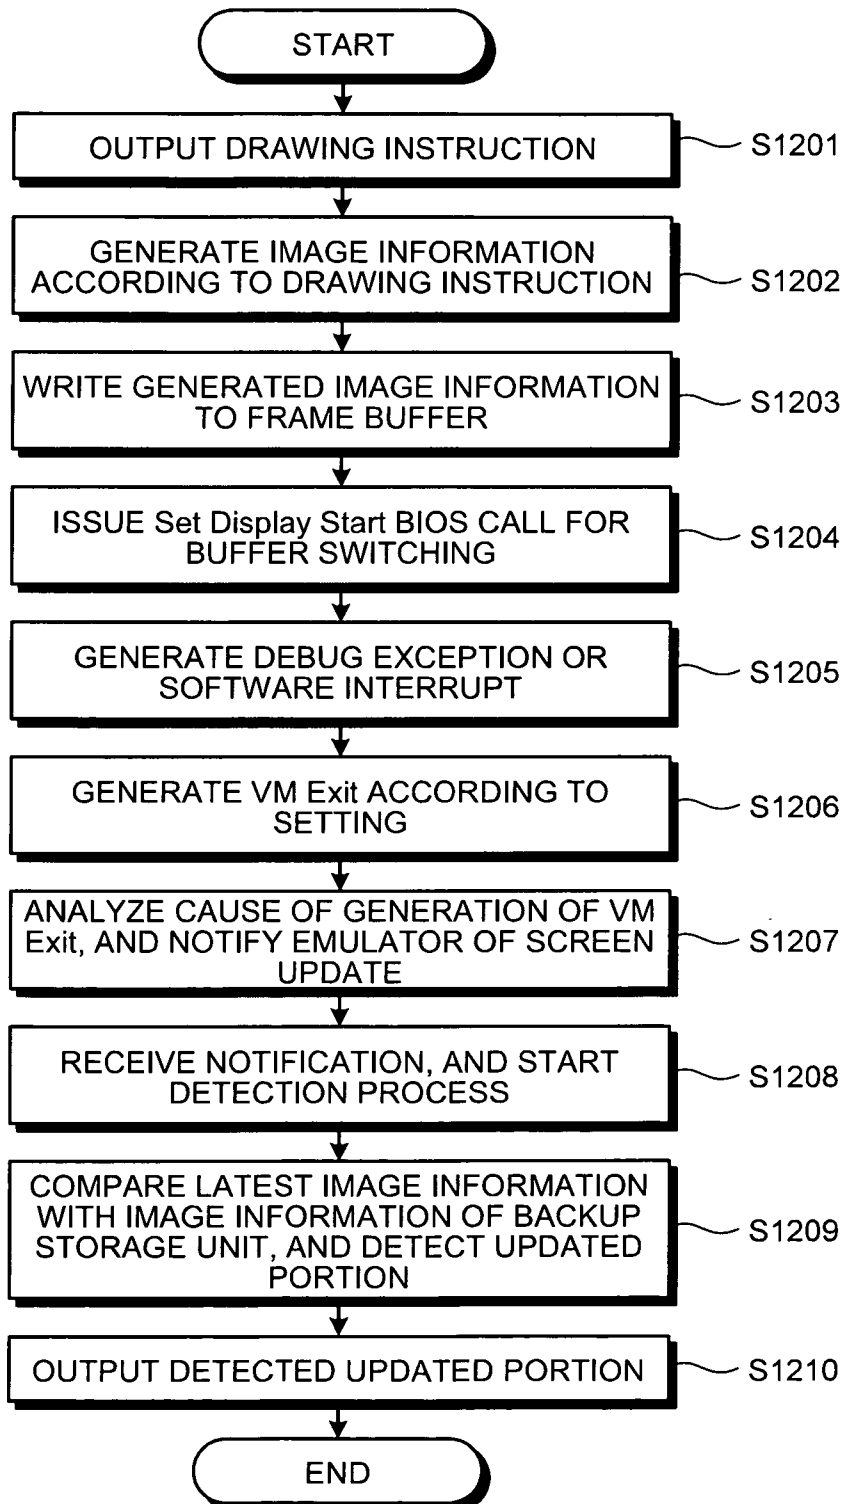 START
OUTPUT DRAWING INSTRUCTION
S1201
GENERATE IMAGE INFORMATION
ACCORDING TO DRAWING INSTRUCTION
S1202
WRITE GENERATED IMAGE INFORMATION
TO FRAME BUFFER
S1203
ISSUE Set Display Start BIOS CALL FOR
BUFFER SWITCHING
S1204
GENERATE DEBUG EXCEPTION OR
SOFTWARE INTERRUPT
S1205
GENERATE VM Exit ACCORDING TO
SETTING
S1206
ANALYZE CAUSE OF GENERATION OF VM
Exit, AND NOTIFY EMULATOR OF SCREEN
UPDATE
S1207
RECEIVE NOTIFICATION, AND START
DETECTION PROCESS
S1208
COMPARE LATEST IMAGE INFORMATION
WITH IMAGE INFORMATION OF BACKUP
STORAGE UNIT, AND DETECT UPDATED
PORTION
S1209
OUTPUT DETECTED UPDATED PORTION
S1210
END